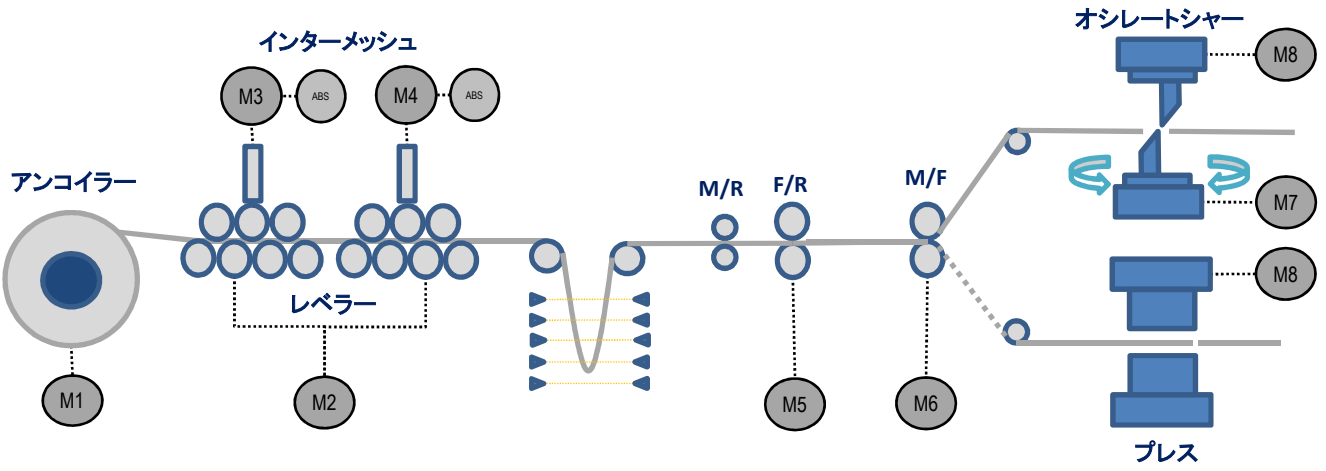 オシレートシャー
インターメッシュ
M8
M3
ABS
M4
ABS
アンコイラー
M/R
F/R
M/F
M7
M8
レベラー
M1
M2
M5
M6
プレス